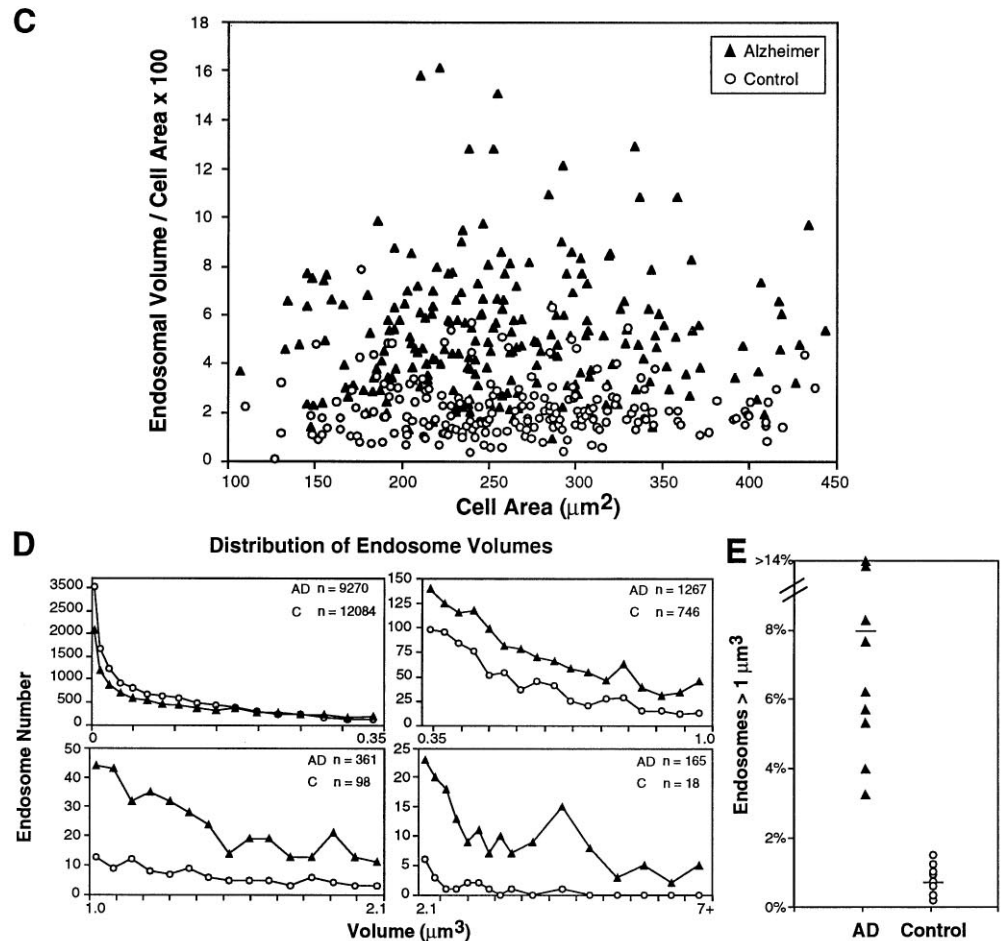 C
Endosomal Volume / Cell Area x 100
18
16
14
12
10
8
6
4
2
0
▲ Alzheimer
○ Control
100 150 200 250 300 350 400 450
Cell Area (μm²)
D
Distribution of Endosome Volumes
Endosome Number
3500
2500
2000
1500
1000
500
0
AD n = 9270
C n = 12084
0 0.35
150
125
100
75
50
25
0
AD n = 1267
C n = 746
0.35 1.0
50
40
30
20
10
0
AD n = 361
C n = 98
1.0 2.1
25
20
15
10
5
0
AD n = 165
C n = 18
2.1 7+
Volume (μm³)
E
Endosomes > 1 μm³
>14%
8%
6%
4%
2%
0%
AD Control